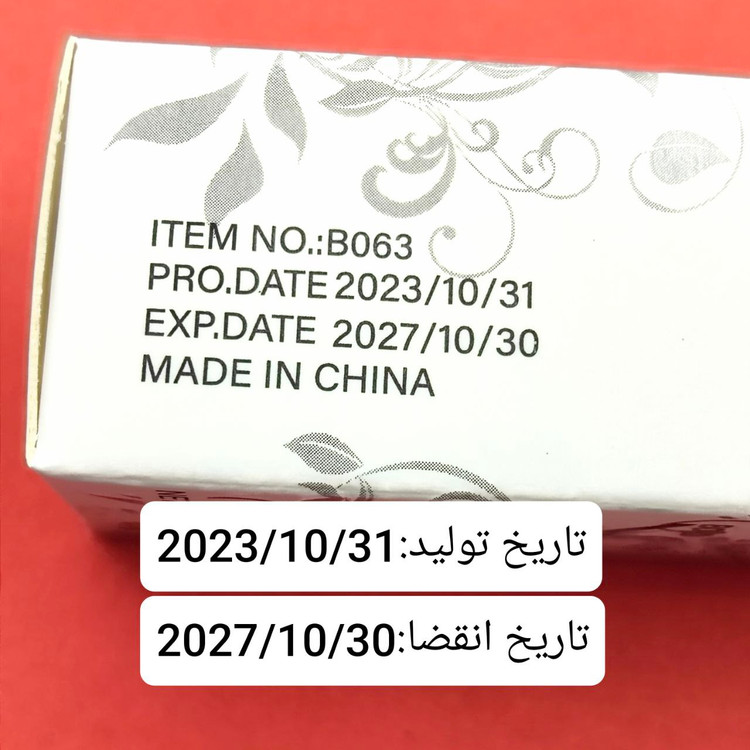 ITEM NO.:B063
PRO.DATE 2023/10/31
EXP.DATE 2027/10/30
MADE IN CHINA
تاریخ تولید:2023/10/31
تاریخ انقضا:2027/10/30